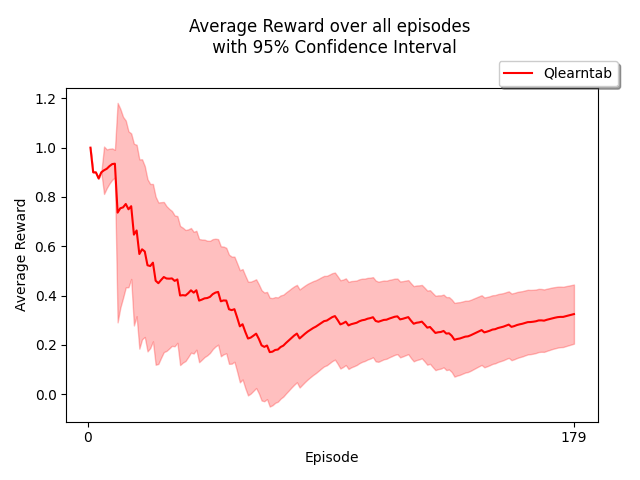 Average Reward over all episodes
with 95% Confidence Interval
Qlearntab
1.2
1.0
0.8
0.6
0.4
0.2
0.0
Average Reward
0
179
Episode